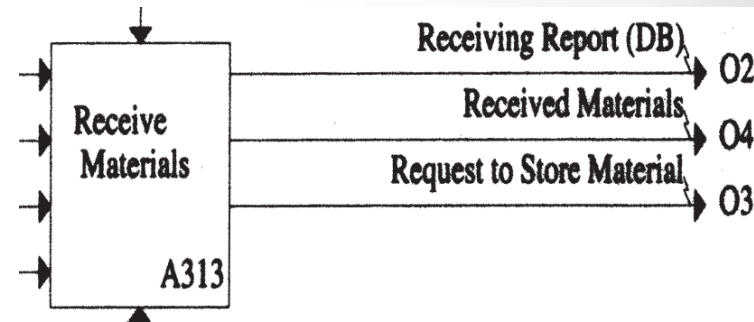 Receiving Report (DB)
O2
Received Materials
O4
Receive
Materials
Request to Store Material
O3
A313